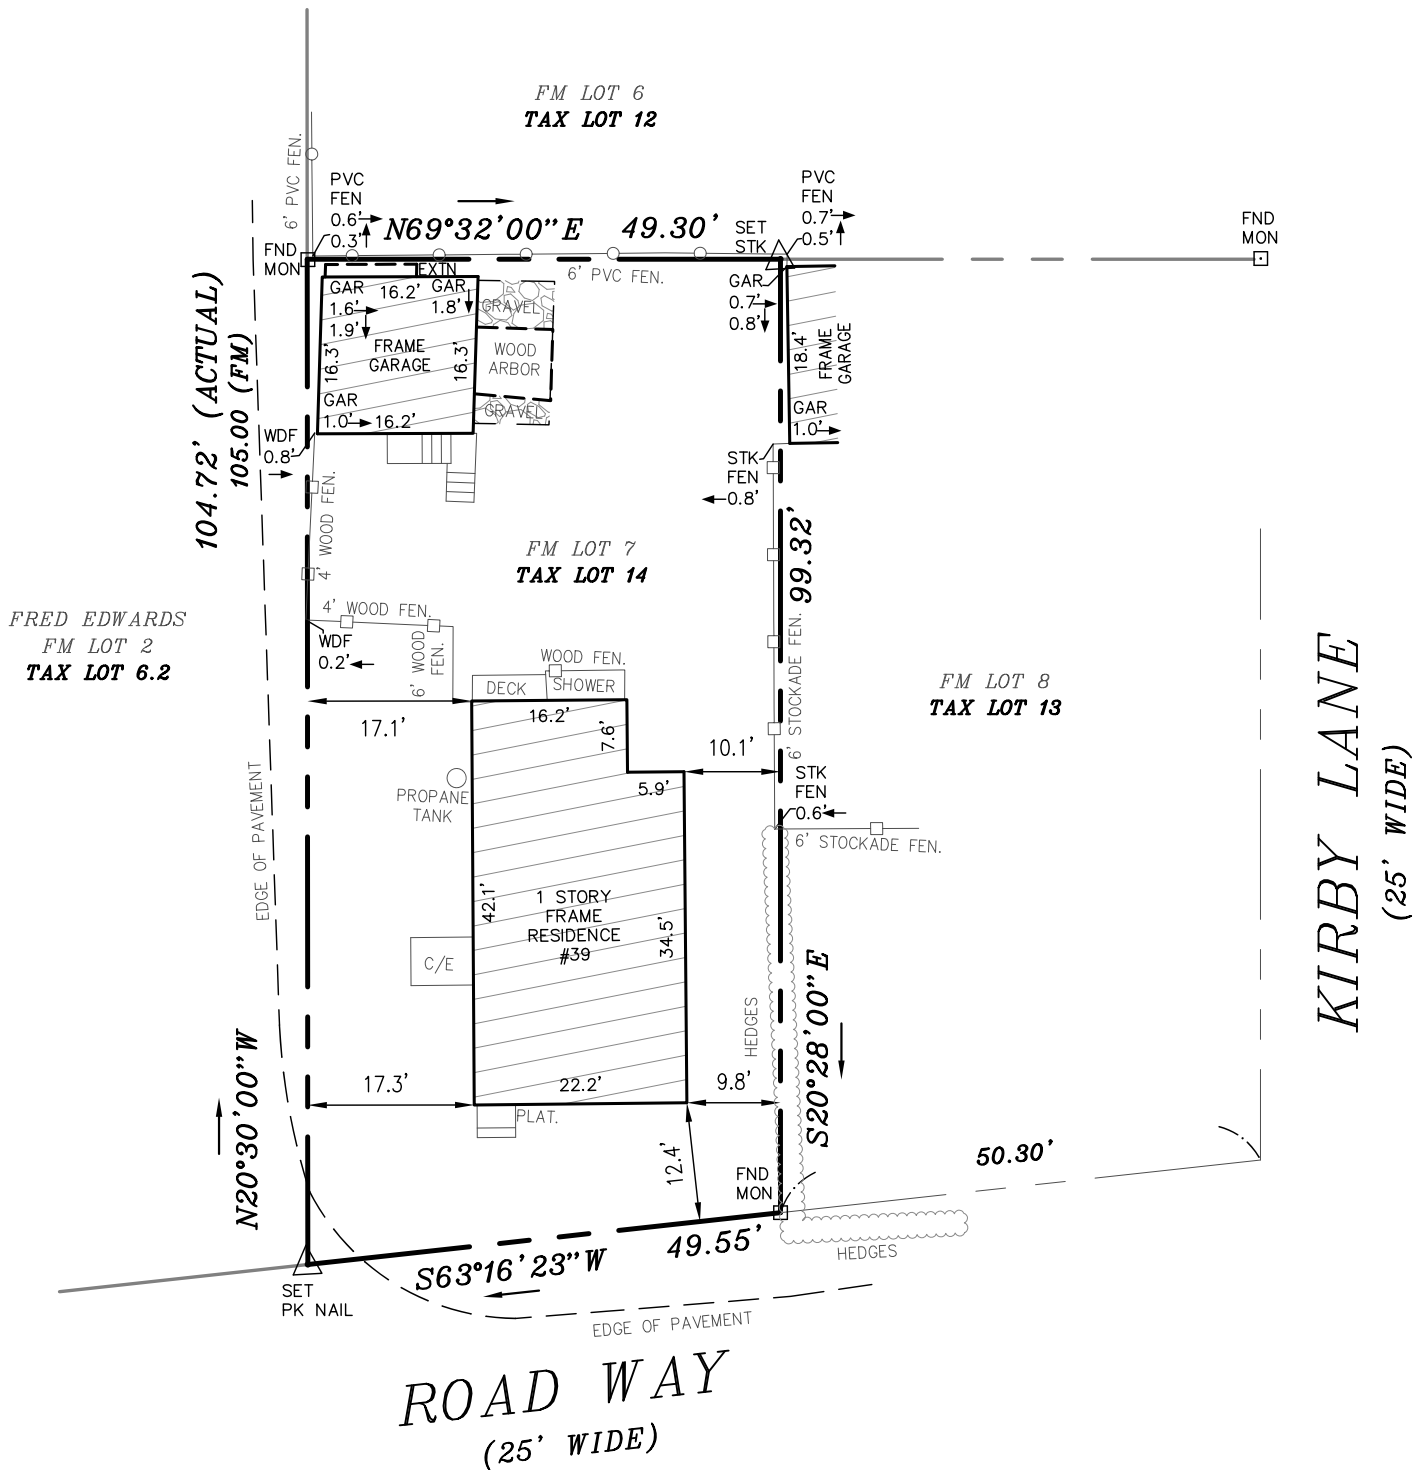 FM LOT 6
TAX LOT 12
6' PVC FEN.
PVC
FEN
0.6'
0.3'
N69°32'00"E
49.30'
SET
STK
PVC
FEN
0.7'
0.5'
FND
MON
FND
MON
6' PVC FEN.
EXTN
GAR
16.2'
GAR
1.6'
1.8'
1.9'
16.3'
FRAME
GARAGE
16.3'
GAR
1.0'
16.2'
GRAVEL
WOOD
ARBOR
GRAVEL
GAR
0.7'
0.8'
18.4'
FRAME
GARAGE
GAR
1.0'
104.72' (ACTUAL)
105.00 (FM)
WDF
0.8'
4' WOOD FEN.
STK
FEN
0.8'
99.32'
FM LOT 7
TAX LOT 14
FRED EDWARDS
FM LOT 2
TAX LOT 6.2
4' WOOD FEN.
WDF
0.2'
6' WOOD
FEN.
WOOD FEN.
DECK
SHOWER
6' STOCKADE FEN.
FM LOT 8
TAX LOT 13
17.1'
16.2'
7.6'
10.1'
5.9'
PROPANE
TANK
STK
FEN
0.6'
6' STOCKADE FEN.
KIRBY LANE
(25' WIDE)
EDGE OF PAVEMENT
42.1'
1 STORY
FRAME
RESIDENCE
#39
34.5'
C/E
HEDGES
S20°28'00"E
N20°30'00"W
17.3'
22.2'
9.8'
PLAT.
12.4'
FND
MON
50.30'
HEDGES
49.55'
S63°16'23"W
SET
PK NAIL
EDGE OF PAVEMENT
ROAD WAY
(25' WIDE)